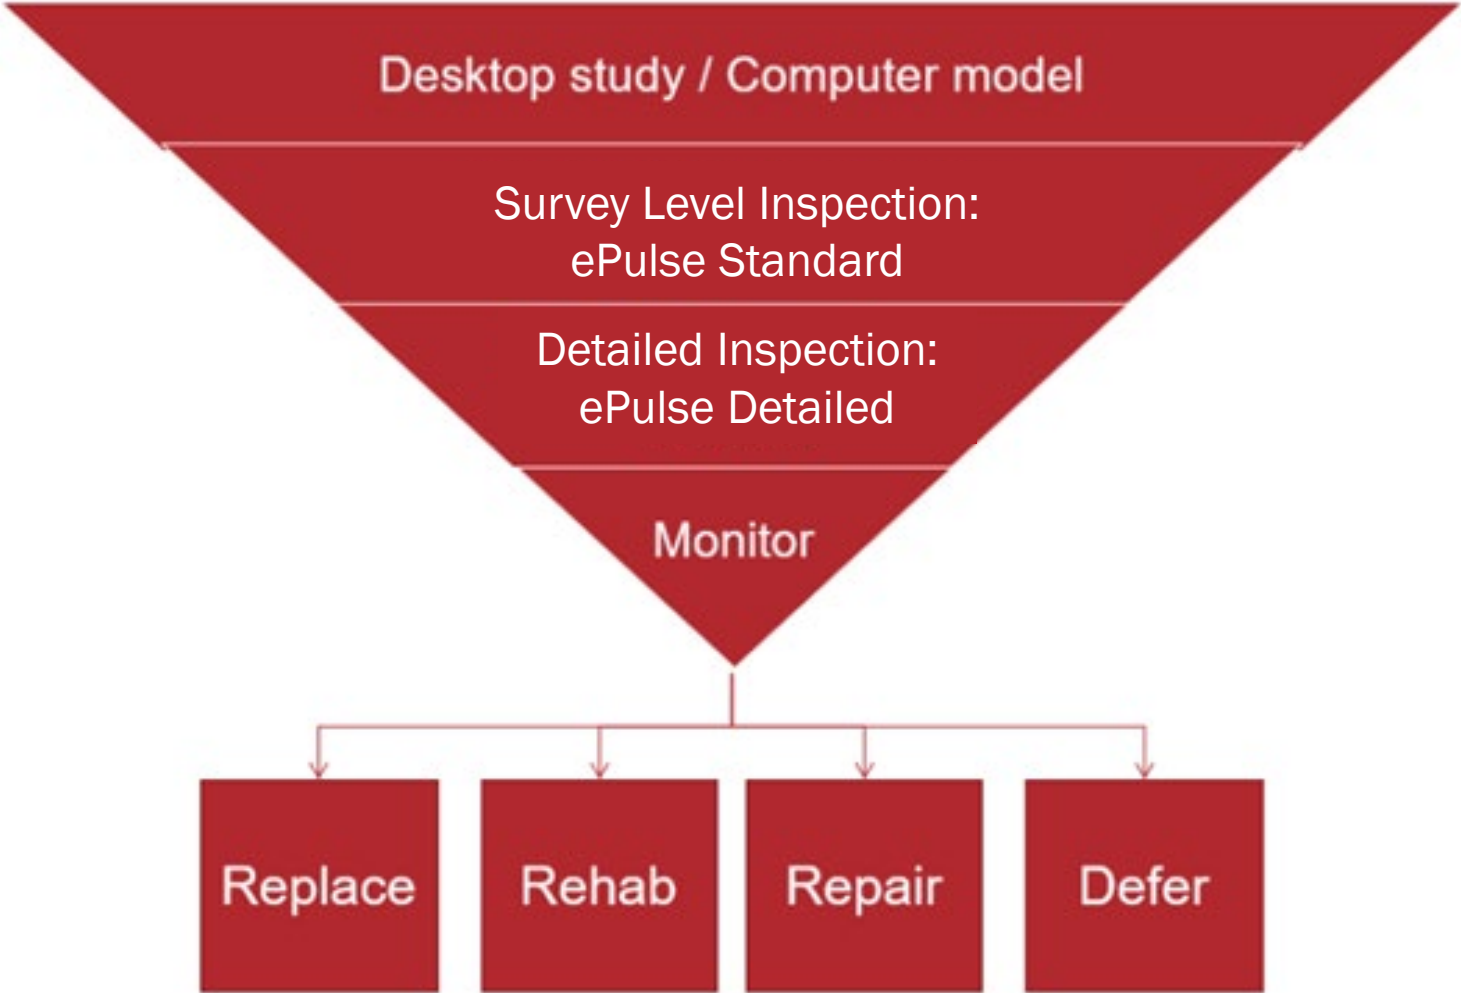 Desktop study / Computer model
Survey Level Inspection:
ePulse Standard
Detailed Inspection:
ePulse Detailed
Monitor
Replace
Rehab
Repair
Defer